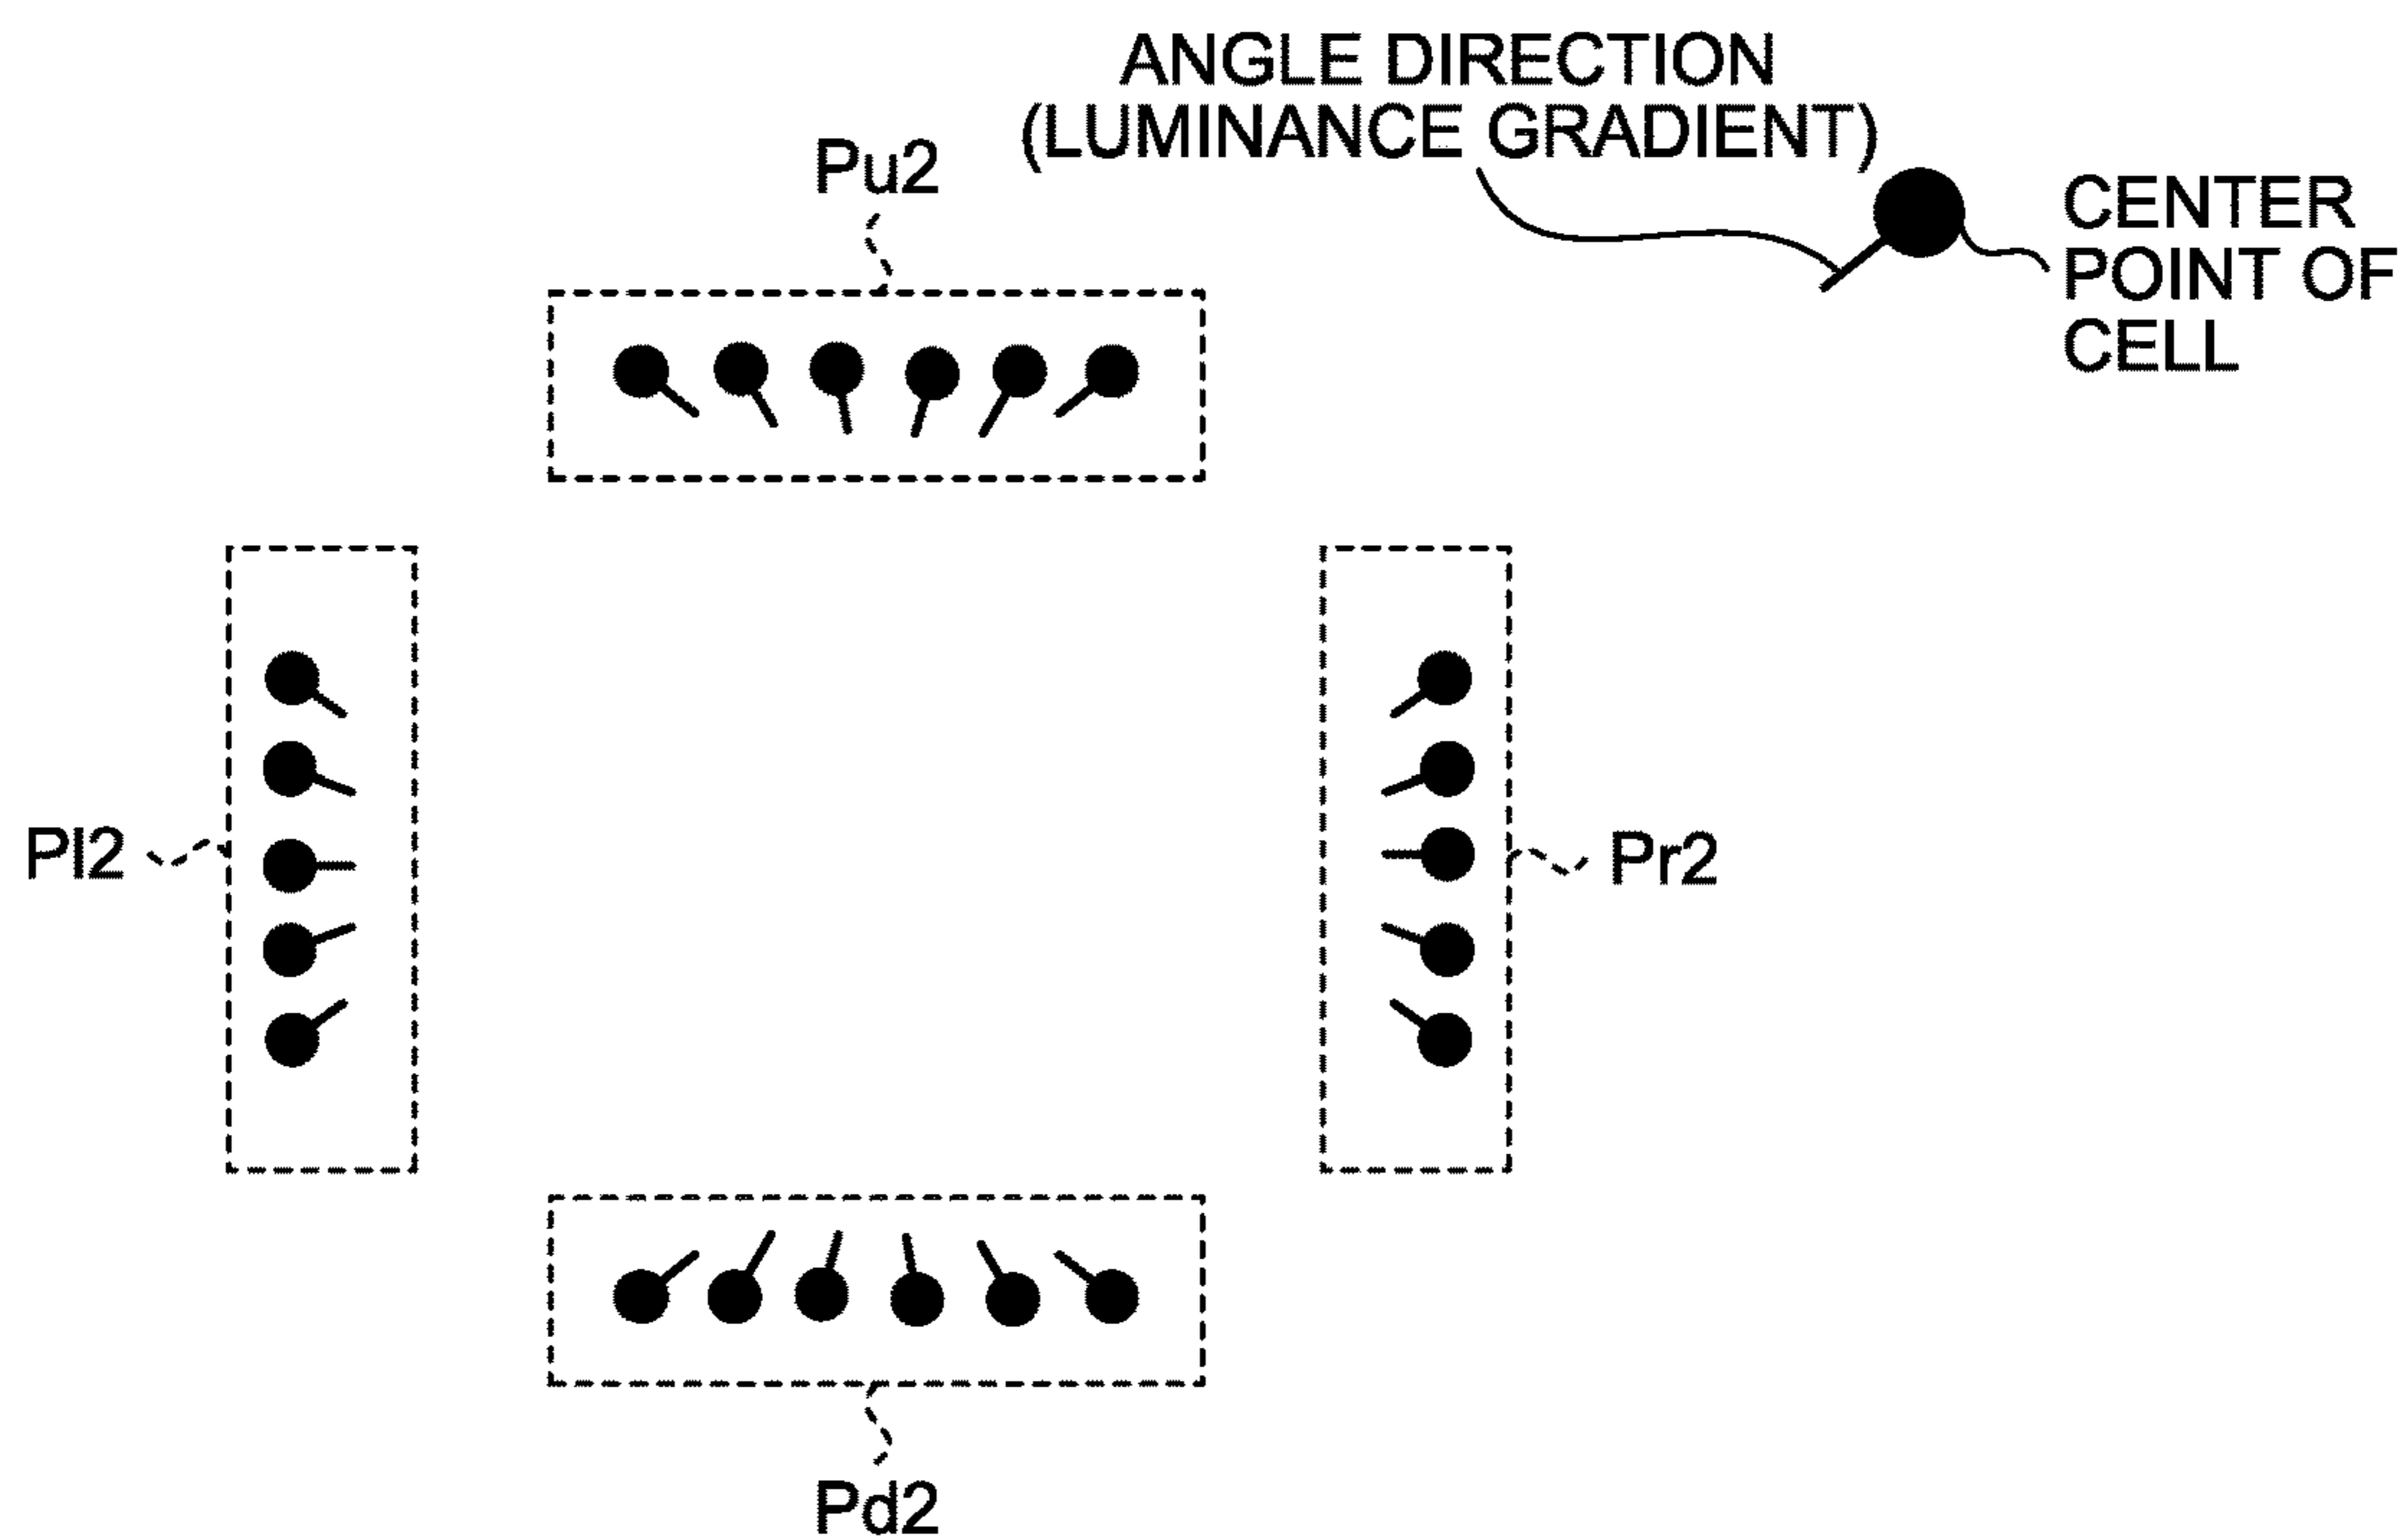 ANGLE DIRECTION
(LUMINANCE GRADIENT)
Pu2
CENTER
POINT OF
CELL
Pl2
Pr2
Pd2